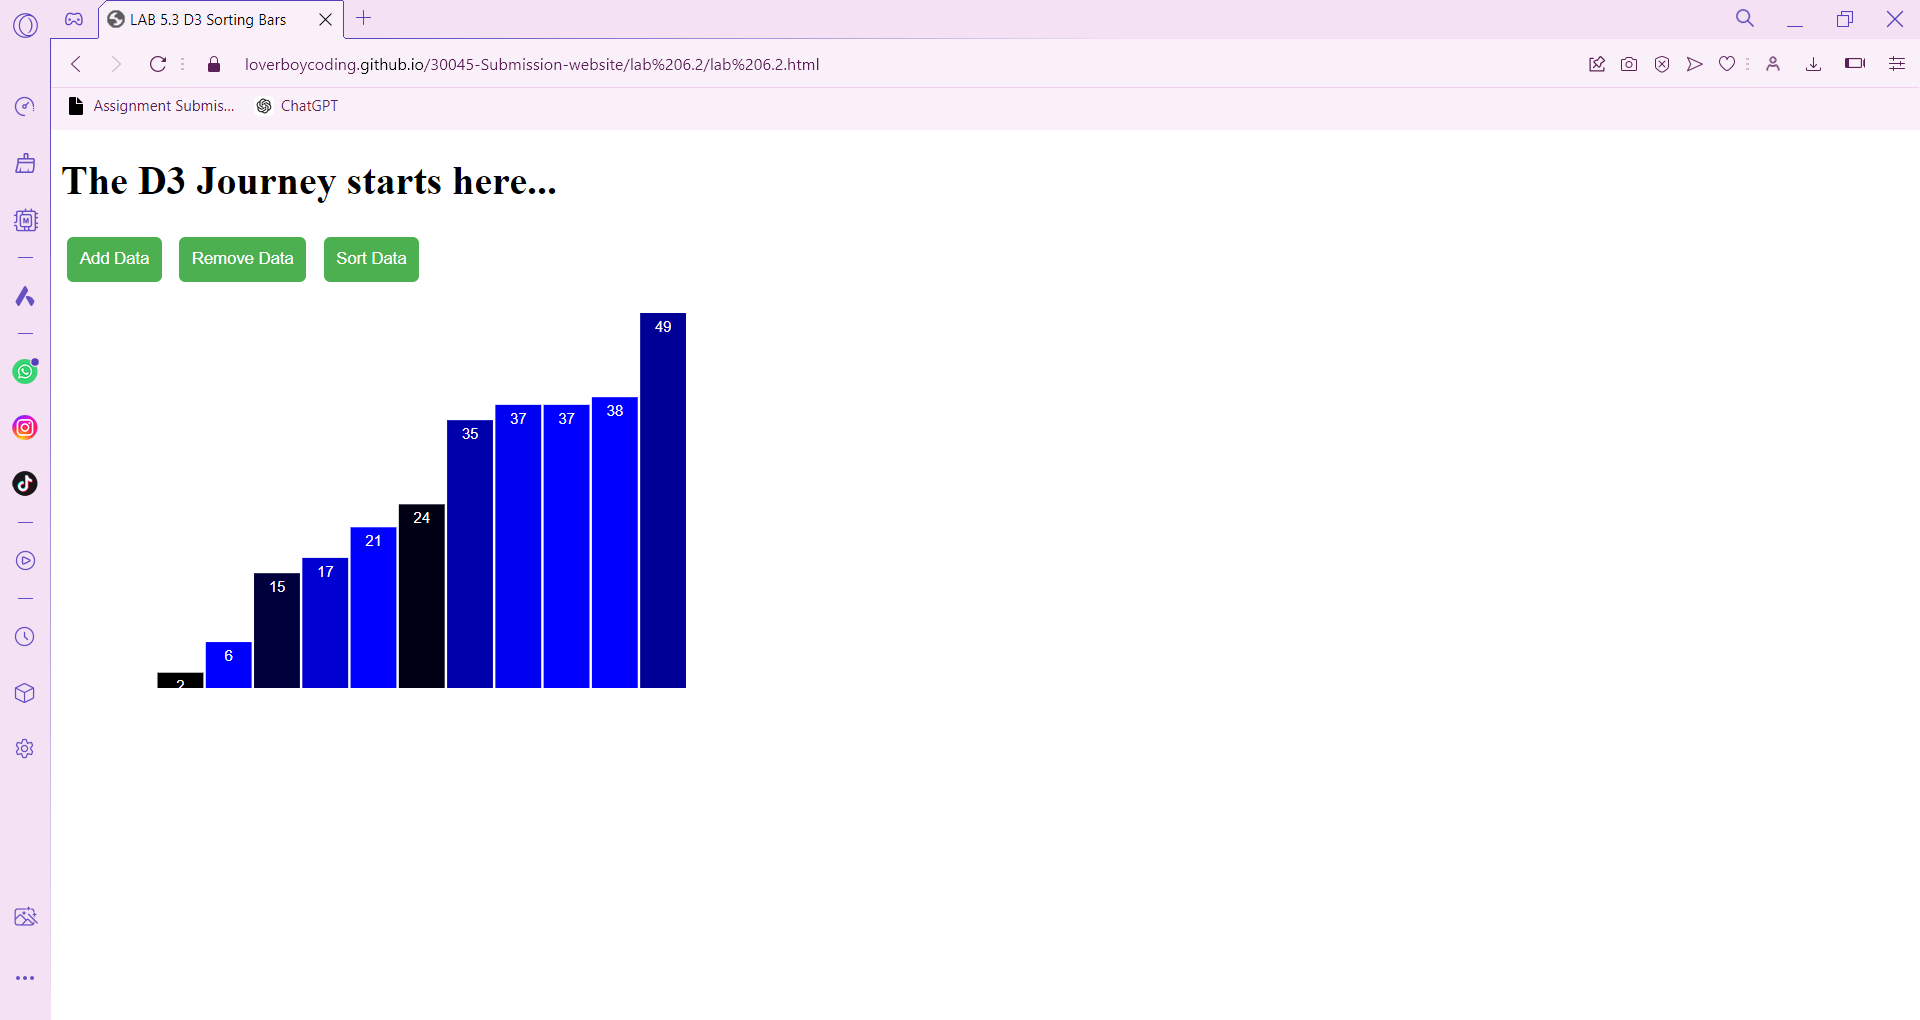 LAB 5.3 D3 Sorting Bars
loverboycoding.github.io/30045-Submission-website/lab%206.2/lab%206.2.html
Assignment Submis... ChatGPT
The D3 Journey starts here...
Add Data Remove Data Sort Data
49
38
37 37
35
24
21
17
15
6
2